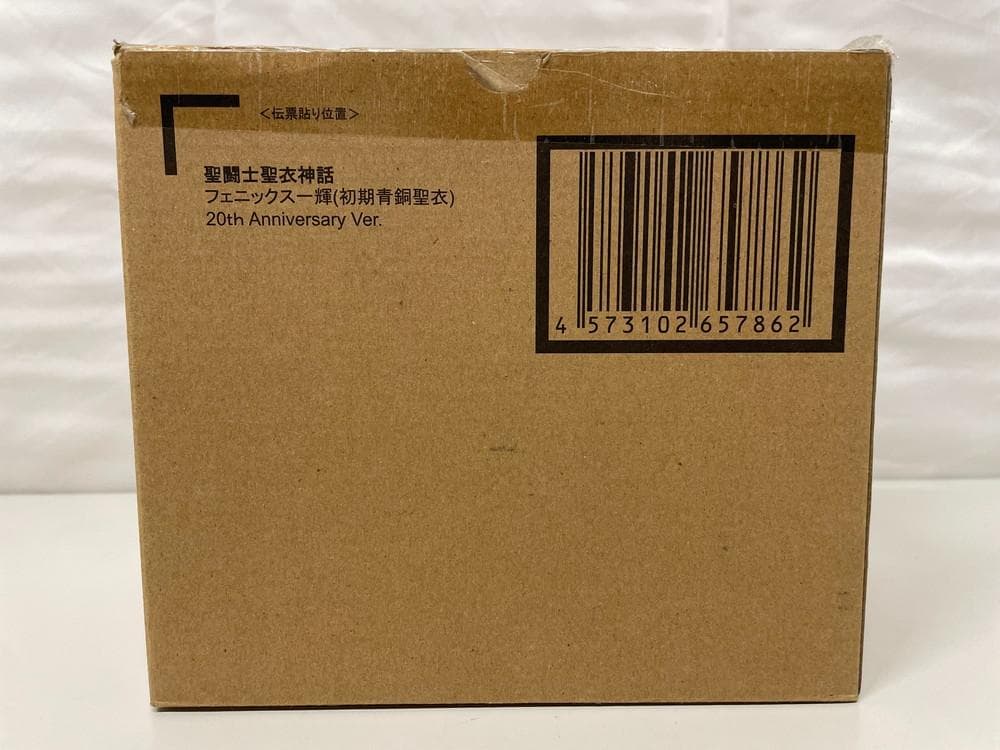 <伝票貼り位置>
聖闘士聖衣神話
フェニックス一輝(初期青銅聖衣)
20th Anniversary Ver.
4 573102 657862